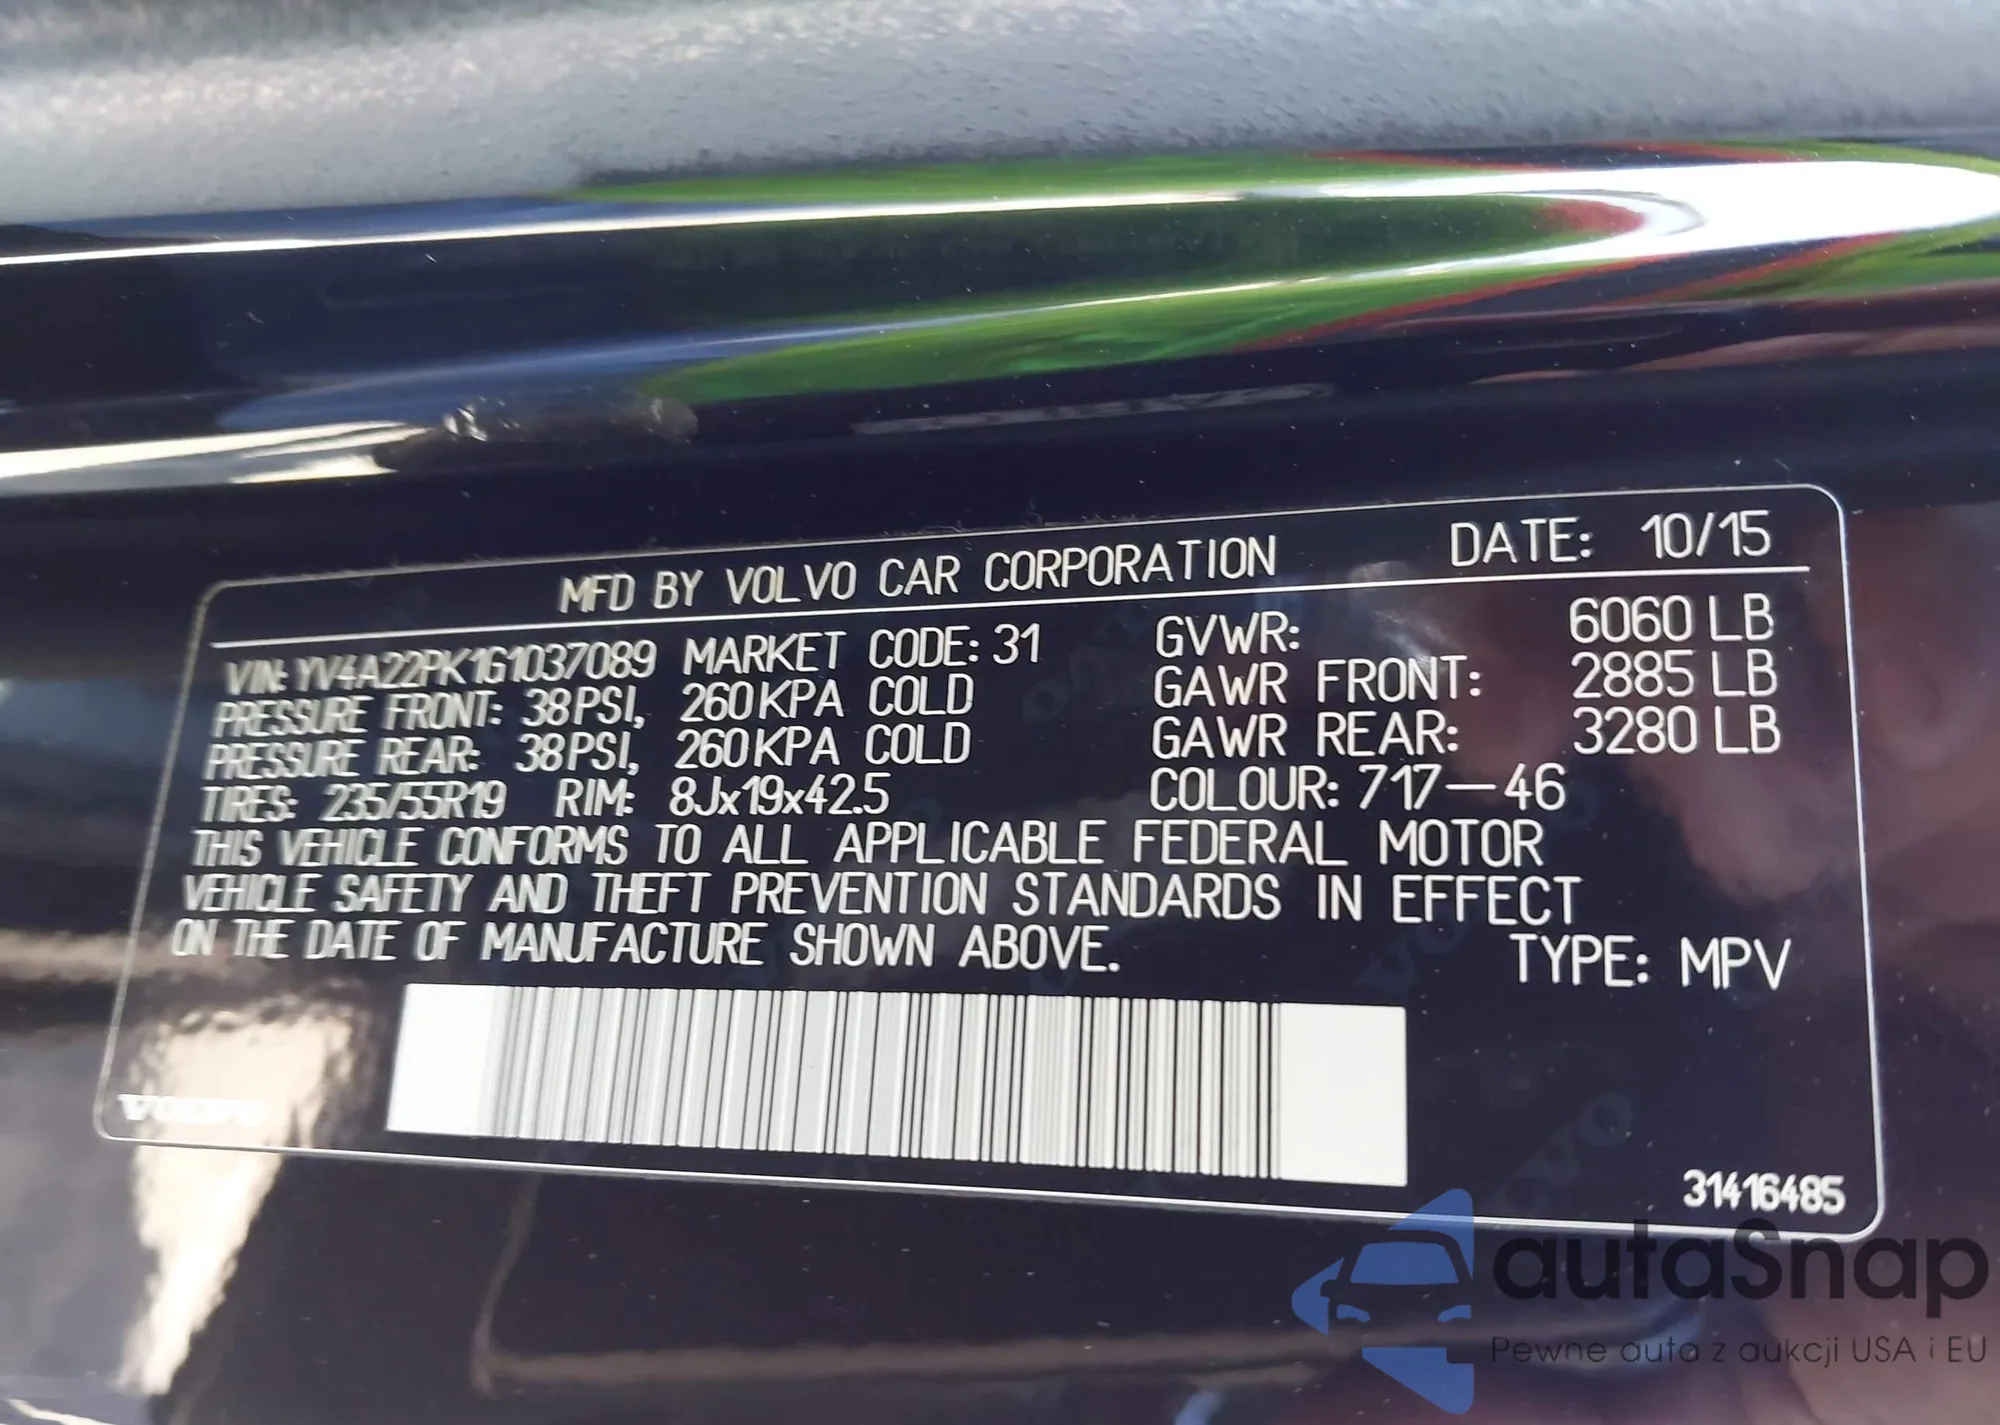 MFD BY VOLVO CAR CORPORATION DATE: 10/15
VIN: YV4A22PK1G1037089 MARKET CODE: 31 GVWR: 6060 LB
PRESSURE FRONT: 38PSI, 260KPA COLD GAWR FRONT: 2885 LB
PRESSURE REAR: 38PSI, 260KPA COLD GAWR REAR: 3280 LB
TIRES: 235/55R19 RIM: 8Jx19x42.5 COLOUR: 717-46
THIS VEHICLE CONFORMS TO ALL APPLICABLE FEDERAL MOTOR
VEHICLE SAFETY AND THEFT PREVENTION STANDARDS IN EFFECT
ON THE DATE OF MANUFACTURE SHOWN ABOVE.
TYPE: MPV
VOLVO
31416485
autaSnap
Pewne auta z aukcji USA i EU